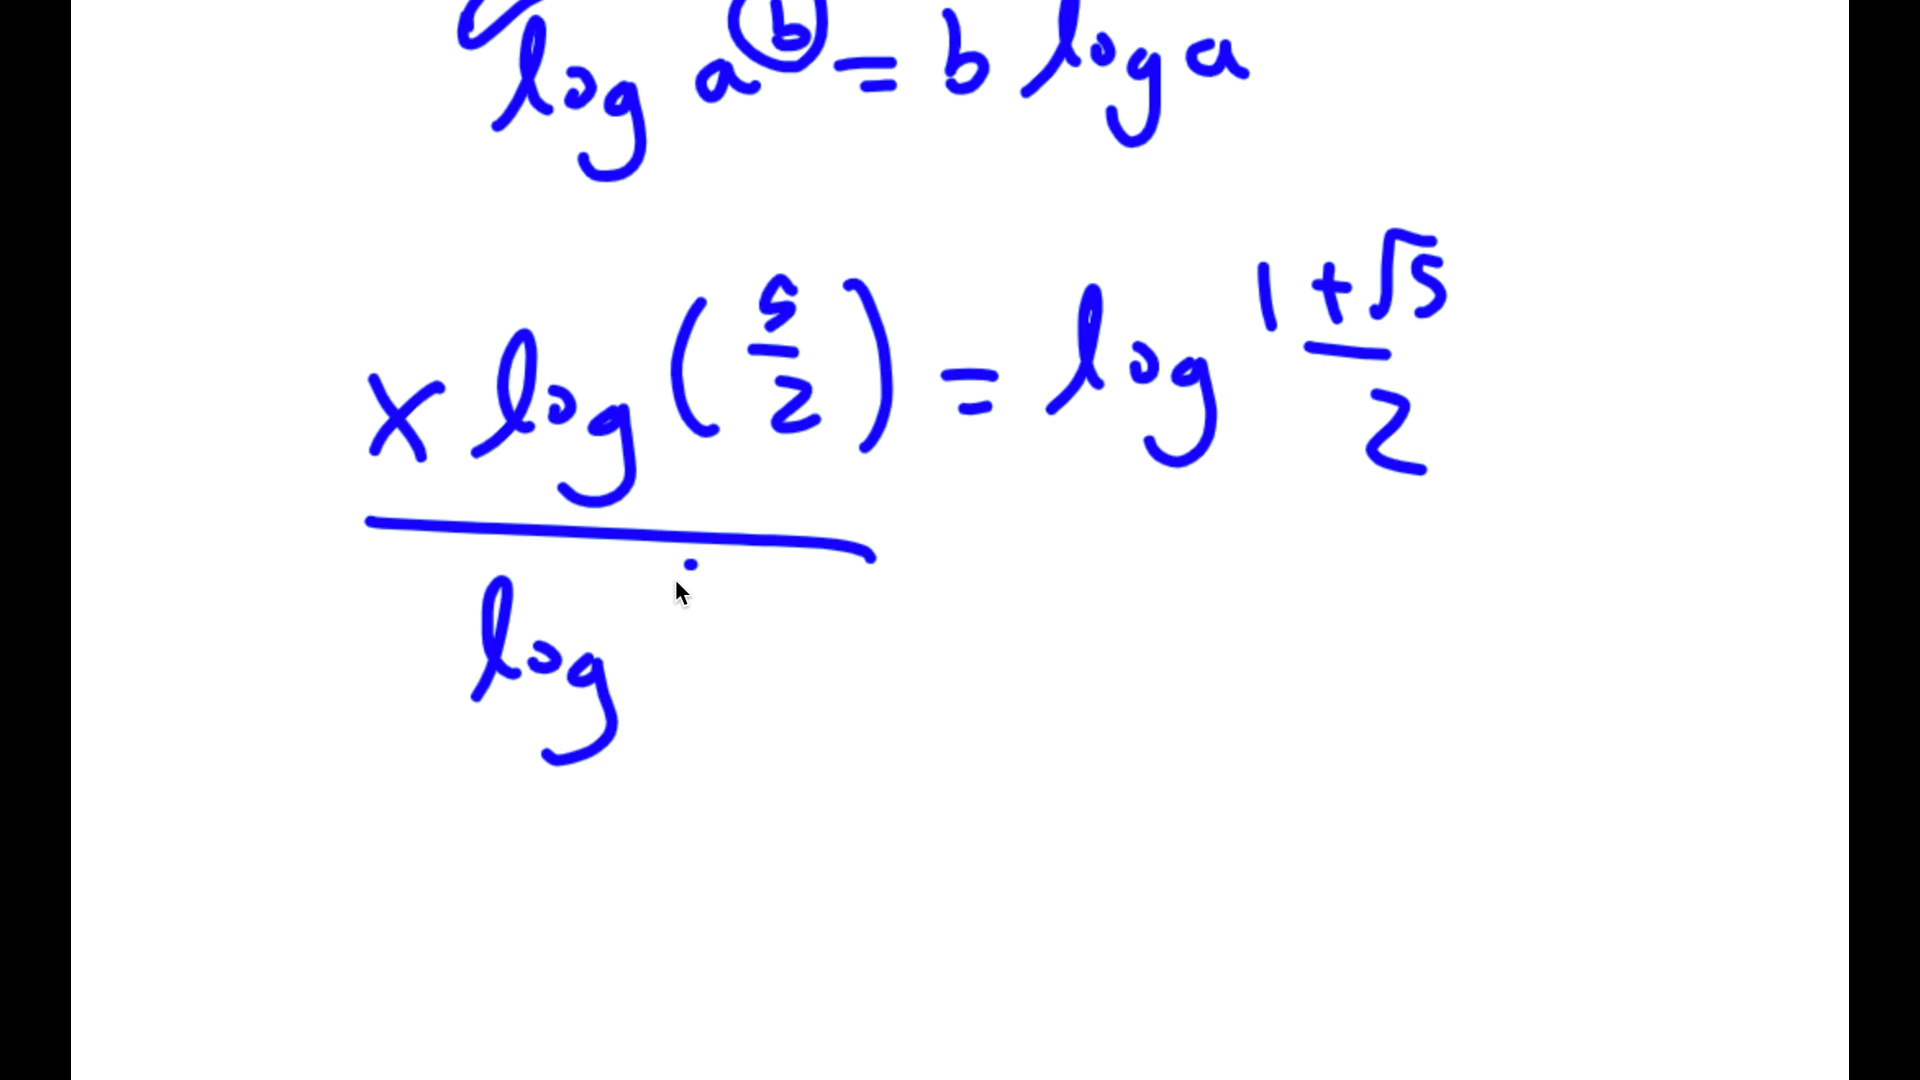 log a^b = b log a
x log (5/2) = log (1+√5)/2
log